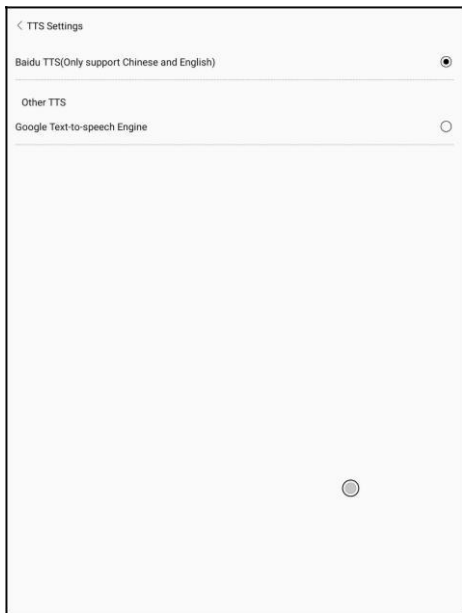 TTS Settings
Baidu TTS(Only support Chinese and English)
Other TTS
Google Text-to-speech Engine